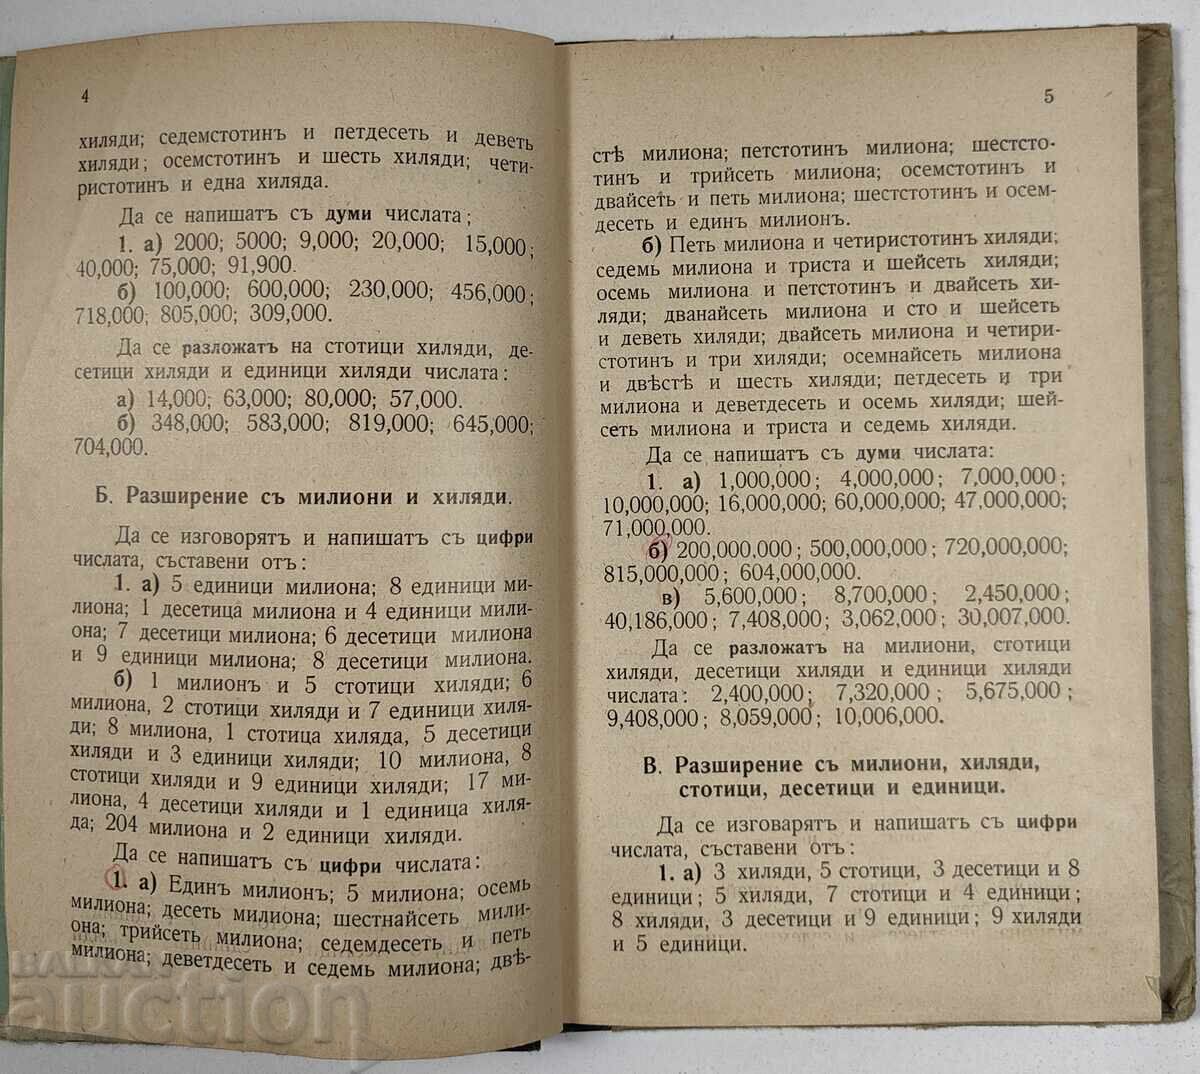 4
хиляди; седемстотинъ и петдесеть и деветь
хиляди; осемстотинъ и шесть хиляди; чети-
ристотинъ и една хиляда.
Да се напишатъ съ думи числата;
1. а) 2000; 5000; 9,000; 20,000; 15,000;
40,000; 75,000; 91,900.
б) 100,000; 600,000; 230,000; 456,000;
718,000; 805,000; 309,000.
Да се разложатъ на стотици хиляди, де-
сетици хиляди и единици хиляди числата:
а) 14,000; 63,000; 80,000; 57,000.
б) 348,000; 583,000; 819,000; 645,000;
704,000.
Б. Разширение съ милиони и хиляди.
Да се изговорятъ и напишатъ съ цифри
числата, съставени отъ:
1. а) 5 единици милиона; 8 единици ми-
лиона; 1 десетица милиона и 4 единици мили-
она; 7 десетици милиона; 6 десетици милиона
и 9 единици милиона; 8 десетици милиона.
б) 1 милионъ и 5 стотици хиляди; 6
милиона, 2 стотици хиляди и 7 единици хиля-
ди; 8 милиона, 1 стотица хиляда, 5 десетици
хиляди и 3 единици хиляди; 10 милиона, 8
стотици хиляди и 9 единици хиляди; 17 ми-
лиона, 4 десетици хиляди и 1 единица хиля-
да; 204 милиона и 2 единици хиляди.
Да се напишатъ съ цифри числата:
1. а) Единъ милионъ; 5 милиона; осемь
милиона; десеть милиона; шестнайсеть мили-
она; трийсеть милиона; седемдесеть и петь
милиона; деветдесеть и седемь милиона; двѣ-
5
стѣ милиона; петстотинъ милиона; шестсто-
тинъ и трийсеть милиона; осемстотинъ и
двайсеть и петь милиона; шестстотинъ и осем-
десеть и единъ милионъ.
б) Петь милиона и четиристотинъ хиляди;
седемь милиона и триста и шейсеть хиляди;
осемь милиона и петстотинъ и двайсеть хи-
ляди; дванайсеть милиона и сто и шейсеть
и деветь хиляди; двайсеть милиона и четири-
стотинъ и три хиляди; осемнайсеть милиона
и двѣстѣ и шесть хиляди; петдесеть и три
милиона и деветдесеть и осемь хиляди; шей-
сеть милиона и триста и седемь хиляди.
Да се напишатъ съ думи числата:
1. а) 1,000,000; 4,000,000; 7,000,000;
10,000,000; 16,000,000; 60,000,000; 47,000,000;
71,000,000.
б) 200,000,000; 500,000,000; 720,000,000;
815,000,000; 604,000,000.
в) 5,600,000; 8,700,000; 2,450,000;
40,186,000; 7,408,000; 3,062,000; 30,007,000.
Да се разложатъ на милиони, стотици
хиляди, десетици хиляди и единици хиляди
числата: 2,400,000; 7,320,000; 5,675,000;
9,408,000; 8,059,000; 10,006,000.
В. Разширение съ милиони, хиляди,
стотици, десетици и единици.
Да се изговарятъ и напишатъ съ цифри
числата, съставени отъ:
1. а) 3 хиляди, 5 стотици, 3 десетици и 8
единици; 5 хиляди, 7 стотици и 4 единици;
8 хиляди, 3 десетици и 9 единици; 9 хиляди
и 5 единици.
BALKAN
auction